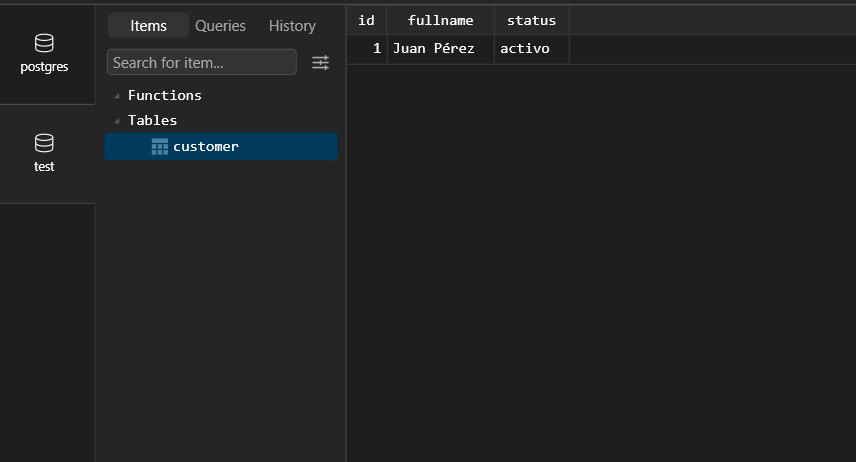 postgres
test
Items Queries History
Search for item...
Functions
Tables
customer
id fullname status
1 Juan Pérez activo